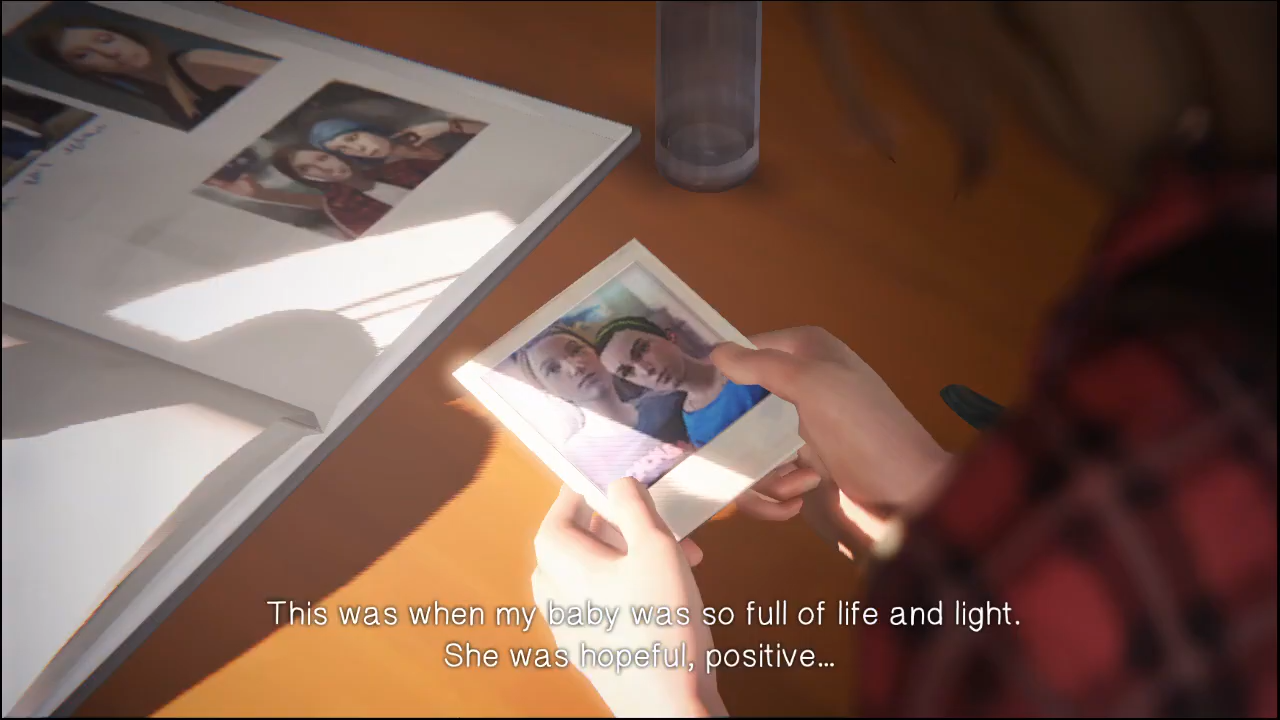 This was when my baby was so full of life and light.
She was hopeful, positive...